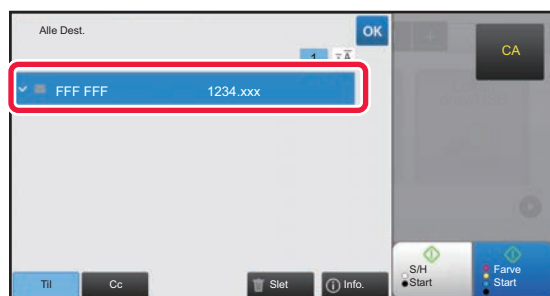 Alle Dest.
OK
CA
1
FFF FFF 1234.xxx
S/H
Start
Farve
Start
Til
Cc
Slet
Info.